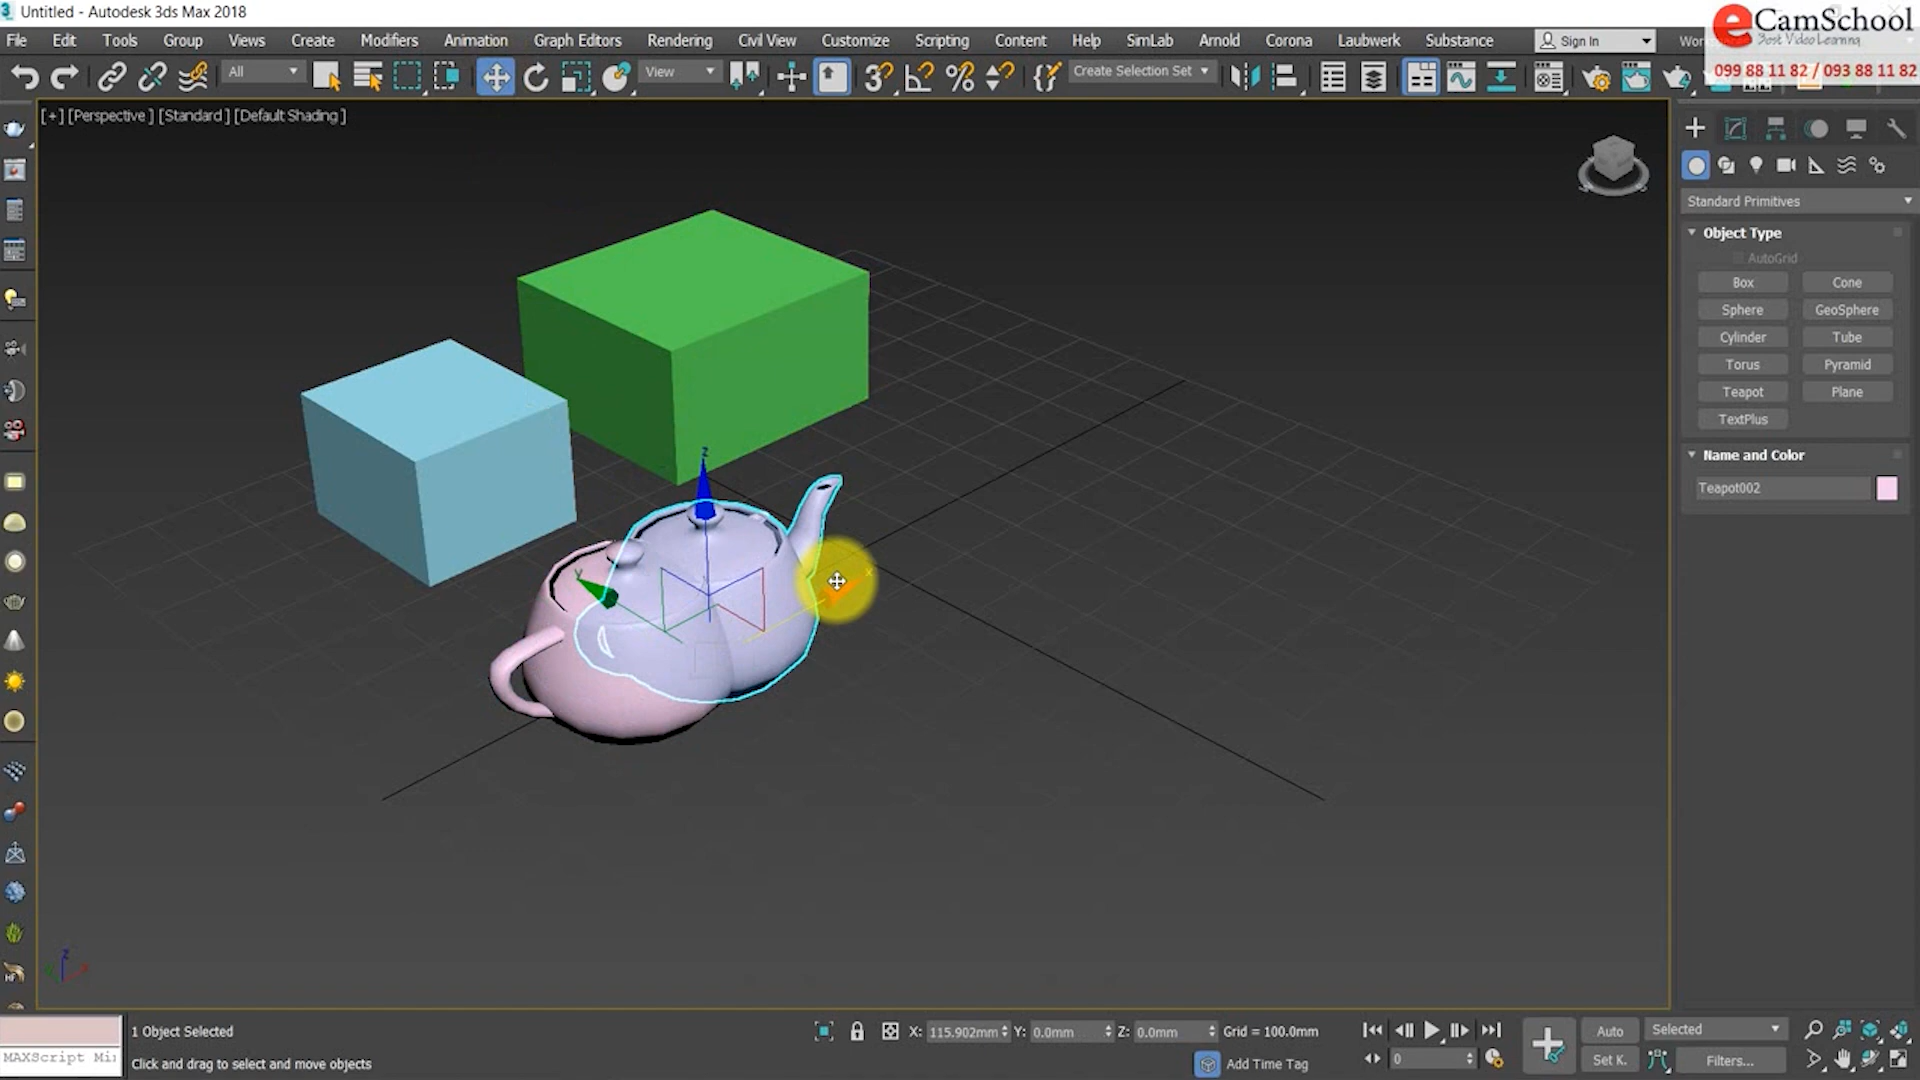 3 Untitled - Autodesk 3ds Max 2018
eCamSchool
Best Video Learning
099 88 11 82 / 093 88 11 82
File Edit Tools Group Views Create Modifiers Animation Graph Editors Rendering Civil View Customize Scripting Content Help SimLab Arnold Corona Laubwerk Substance Sign In
All View Create Selection Set
[+] [Perspective ] [Standard ] [Default Shading ]
Standard Primitives
Object Type
AutoGrid
Box Cone
Sphere GeoSphere
Cylinder Tube
Torus Pyramid
Teapot Plane
TextPlus
Name and Color
Teapot002
z
y
x
z
1 Object Selected
X: 115.902mm Y: 0.0mm Z: 0.0mm Grid = 100.0mm
Auto Selected
MAXScript Mi
Click and drag to select and move objects
Add Time Tag
0
Set K. Filters...